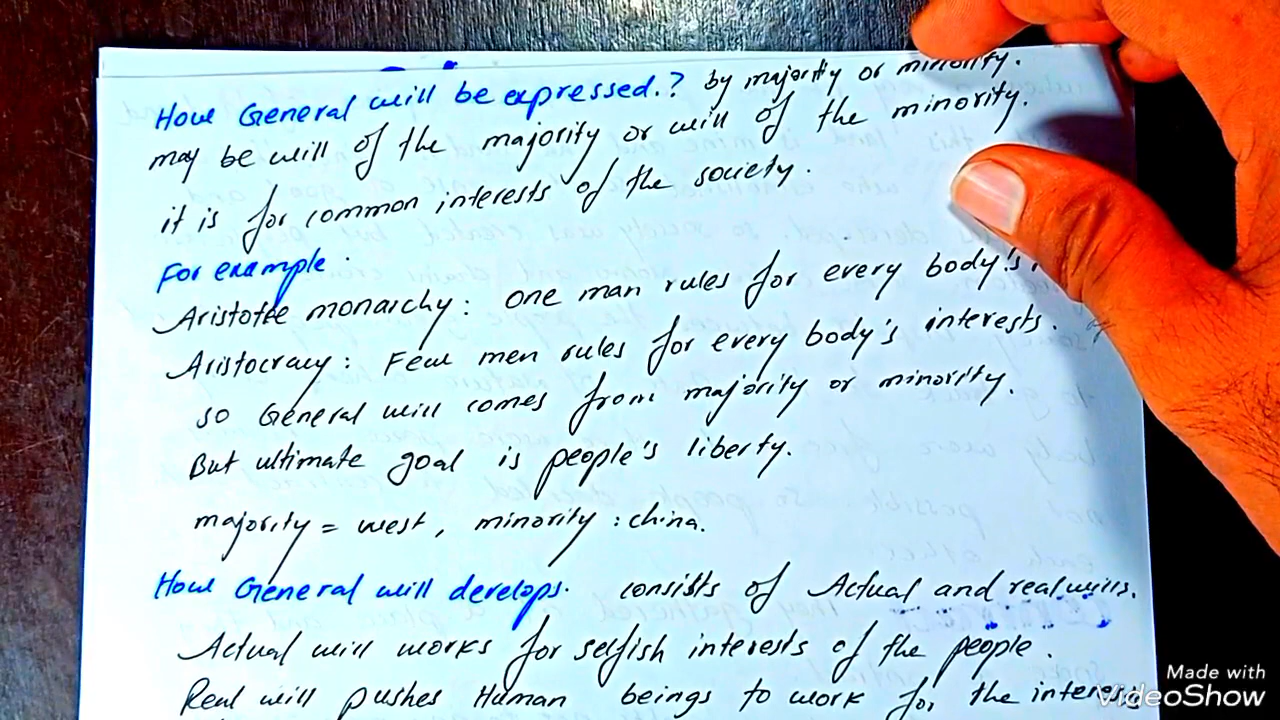 How General will be expressed.? by majority or minority.
may be will of the majority or will of the minority.
it is for common interests of the society.
For example.
Aristotle monarchy: one man rules for every body's
Aristocracy: Few men rules for every body's interests.
so General will comes from majority or minority.
But ultimate goal is people's liberty.
majority = west, minority : china.
How General will develops. consists of Actual and real wills.
Actual will works for selfish interests of the people.
Real will pushes Human beings to work for the interest
Made with
VideoShow